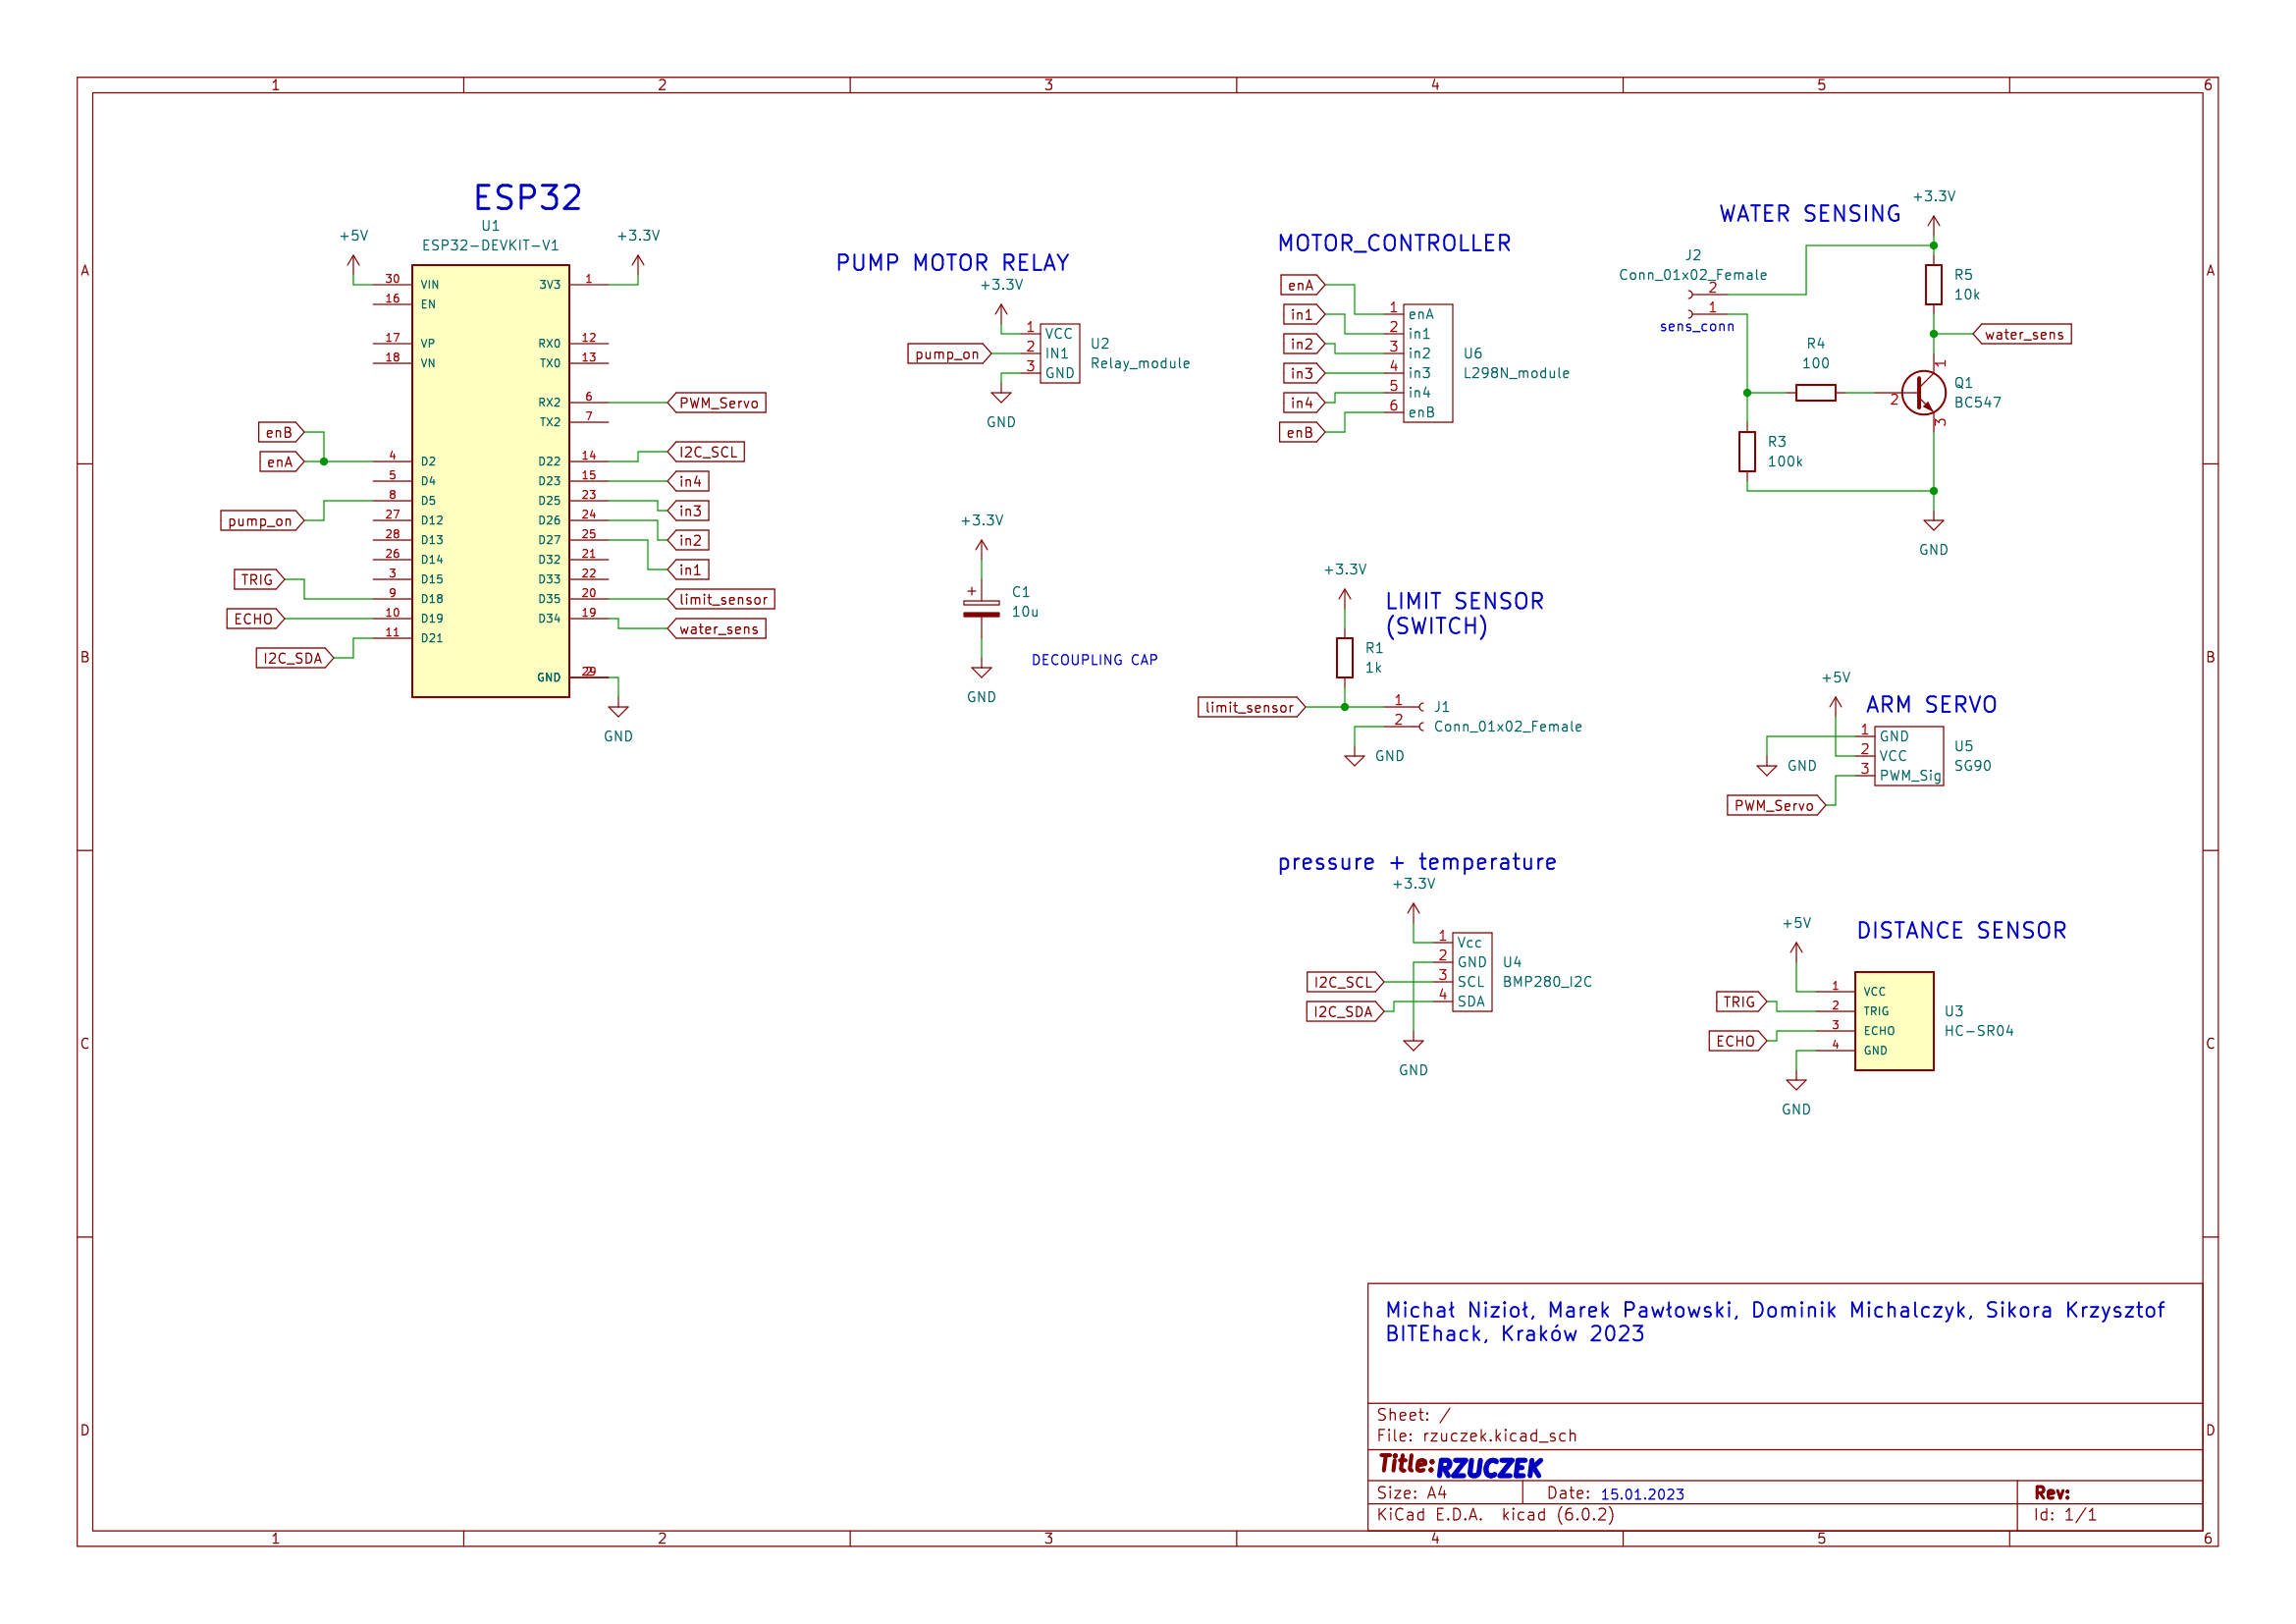 1 2 3 4 5 6
A
B
C
D
ESP32
U1
ESP32-DEVKIT-V1
+5V
+3.3V
30 VIN 3V3 1
16 EN
17 VP RX0 12
18 VN TX0 13
RX2 6 PWM_Servo
TX2 7
enB
enA 4 D2 D22 14 I2C_SCL
5 D4 D23 15 in4
8 D5 D25 23 in3
pump_on 27 D12 D26 24 in2
28 D13 D27 25 in1
26 D14 D32 21
TRIG 3 D15 D33 22
9 D18 D35 20 limit_sensor
ECHO 10 D19 D34 19 water_sens
I2C_SDA 11 D21
GND 29
GND
PUMP MOTOR RELAY
+3.3V
1 VCC
pump_on 2 IN1
3 GND
U2
Relay_module
GND
+3.3V
+
C1
10u
DECOUPLING CAP
GND
MOTOR_CONTROLLER
enA 1 enA
in1 2 in1
in2 3 in2
in3 4 in3
in4 5 in4
enB 6 enB
U6
L298N_module
WATER SENSING
+3.3V
J2
Conn_01x02_Female
2
1
sens_conn
R5
10k
water_sens
R4
100
1
2
3
Q1
BC547
R3
100k
GND
+3.3V
LIMIT SENSOR
(SWITCH)
R1
1k
limit_sensor 1 J1
2 Conn_01x02_Female
GND
+5V
ARM SERVO
1 GND
2 VCC
3 PWM_Sig
U5
SG90
GND
PWM_Servo
pressure + temperature
+3.3V
1 Vcc
2 GND
I2C_SCL 3 SCL
I2C_SDA 4 SDA
U4
BMP280_I2C
GND
+5V
DISTANCE SENSOR
1 VCC
TRIG 2 TRIG
ECHO 3 ECHO
4 GND
U3
HC-SR04
GND
Michał Nizioł, Marek Pawłowski, Dominik Michalczyk, Sikora Krzysztof
BITEhack, Kraków 2023
Sheet: /
File: rzuczek.kicad_sch
Title: RZUCZEK
Size: A4 Date: 15.01.2023 Rev:
KiCad E.D.A. kicad (6.0.2) Id: 1/1
A
B
C
D
1 2 3 4 5 6